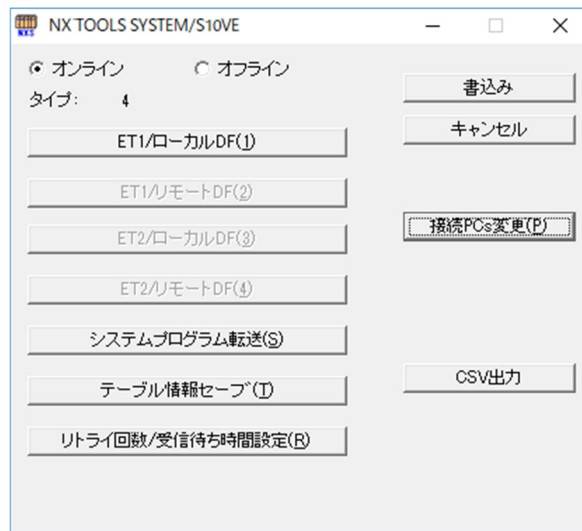 NX TOOLS SYSTEM/S10VE
オンライン オフライン
タイプ: 4
書込み
キャンセル
ET1/ローカルDF(1)
ET1/リモートDF(2)
接続PCs変更(P)
ET2/ローカルDF(3)
ET2/リモートDF(4)
システムプログラム転送(S)
テーブル情報セーブ(T)
CSV出力
リトライ回数/受信待ち時間設定(R)